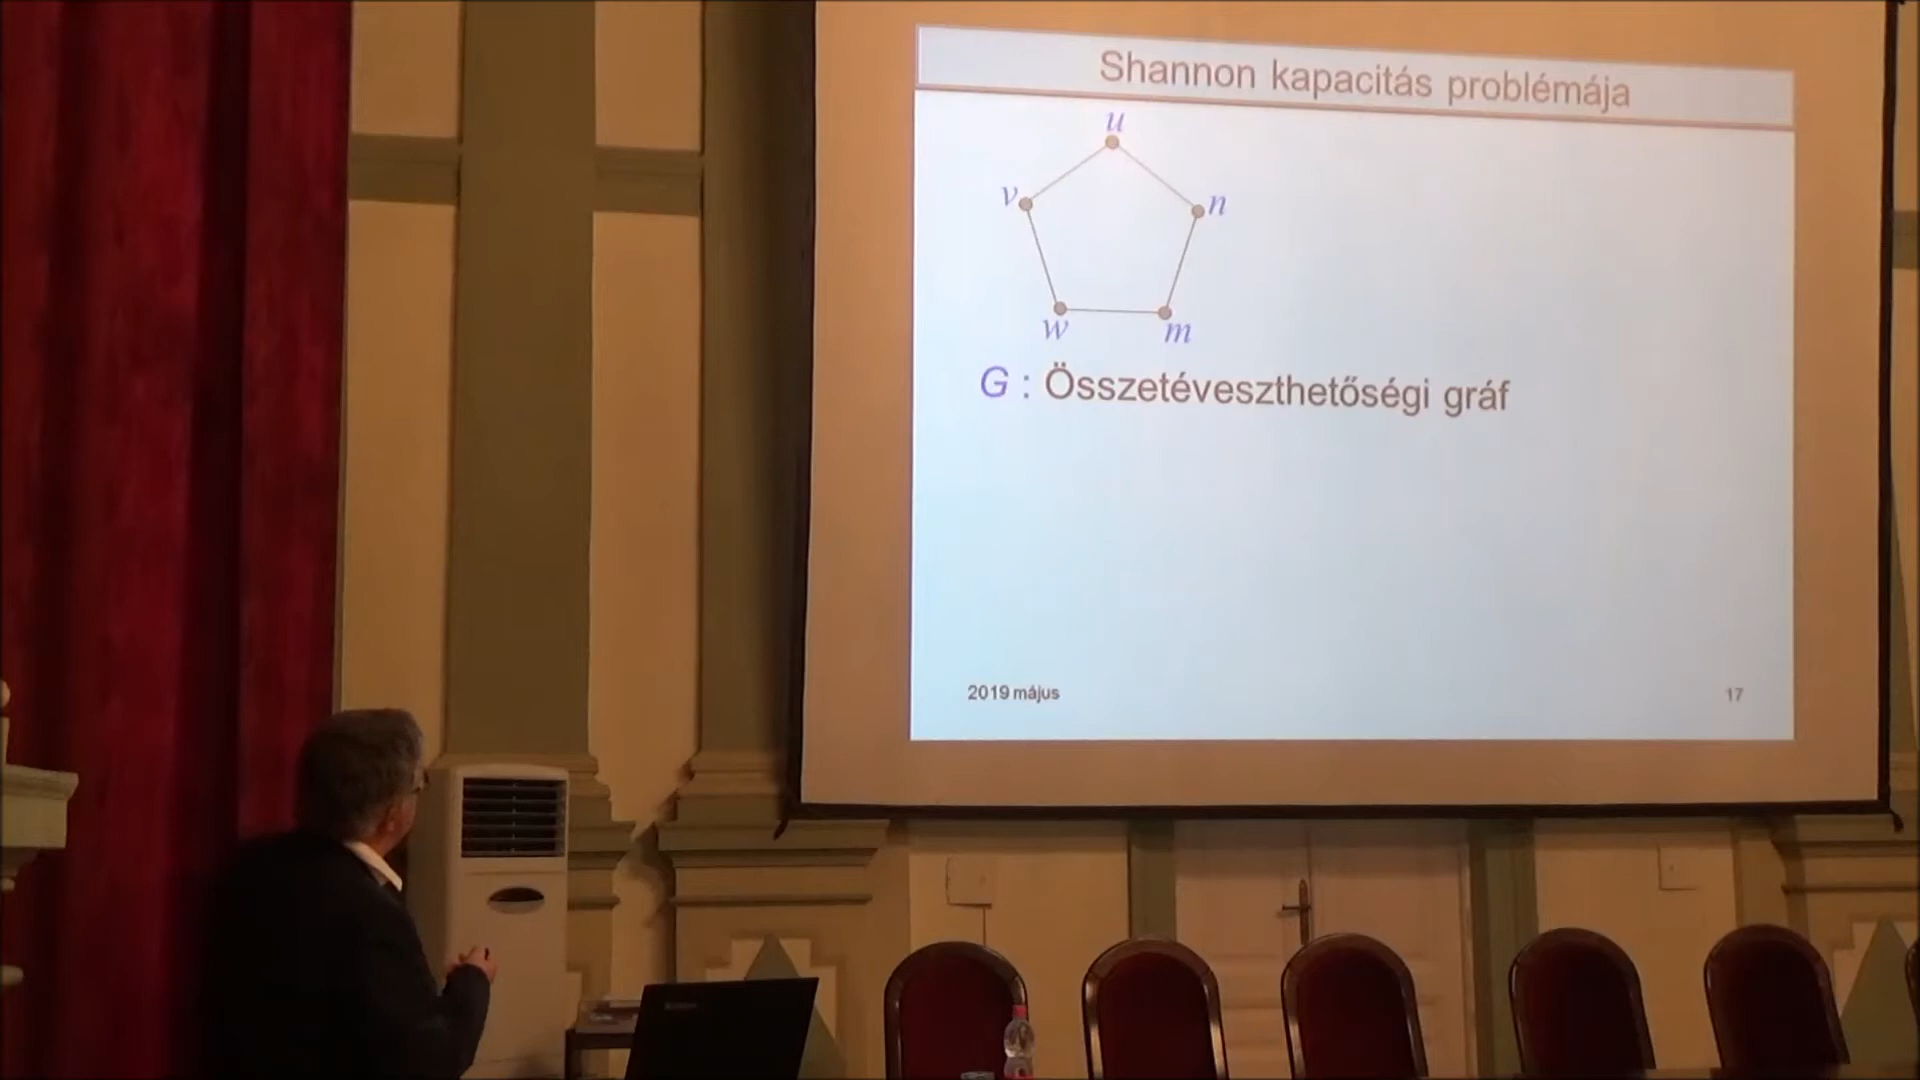 Shannon kapacitás problémája
u
v
n
w
m
G : Összetéveszthetőségi gráf
2019 május
17